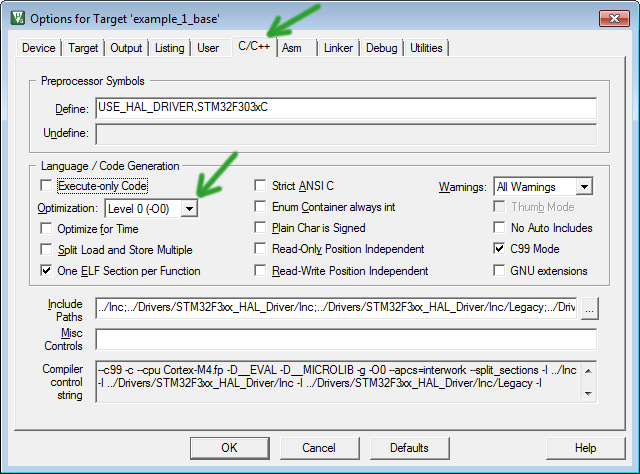 Options for Target 'example_1_base'
Device Target Output Listing User C/C++ Asm Linker Debug Utilities
Preprocessor Symbols
Define: USE_HAL_DRIVER,STM32F303xC
Undefine:
Language / Code Generation
Execute-only Code Strict ANSI C Warnings: All Warnings
Optimization: Level 0 (-O0) Enum Container always int Thumb Mode
Optimize for Time Plain Char is Signed No Auto Includes
Split Load and Store Multiple Read-Only Position Independent C99 Mode
One ELF Section per Function Read-Write Position Independent GNU extensions
Include Paths ../Inc;../Drivers/STM32F3xx_HAL_Driver/Inc;../Drivers/STM32F3xx_HAL_Driver/Inc/Legacy;../Driv ...
Misc Controls
Compiler control string --c99 -c --cpu Cortex-M4.fp -D__EVAL -D__MICROLIB -g -O0 --apcs=interwork --split_sections -I ../Inc
-I ../Drivers/STM32F3xx_HAL_Driver/Inc -I ../Drivers/STM32F3xx_HAL_Driver/Inc/Legacy -I
OK Cancel Defaults Help